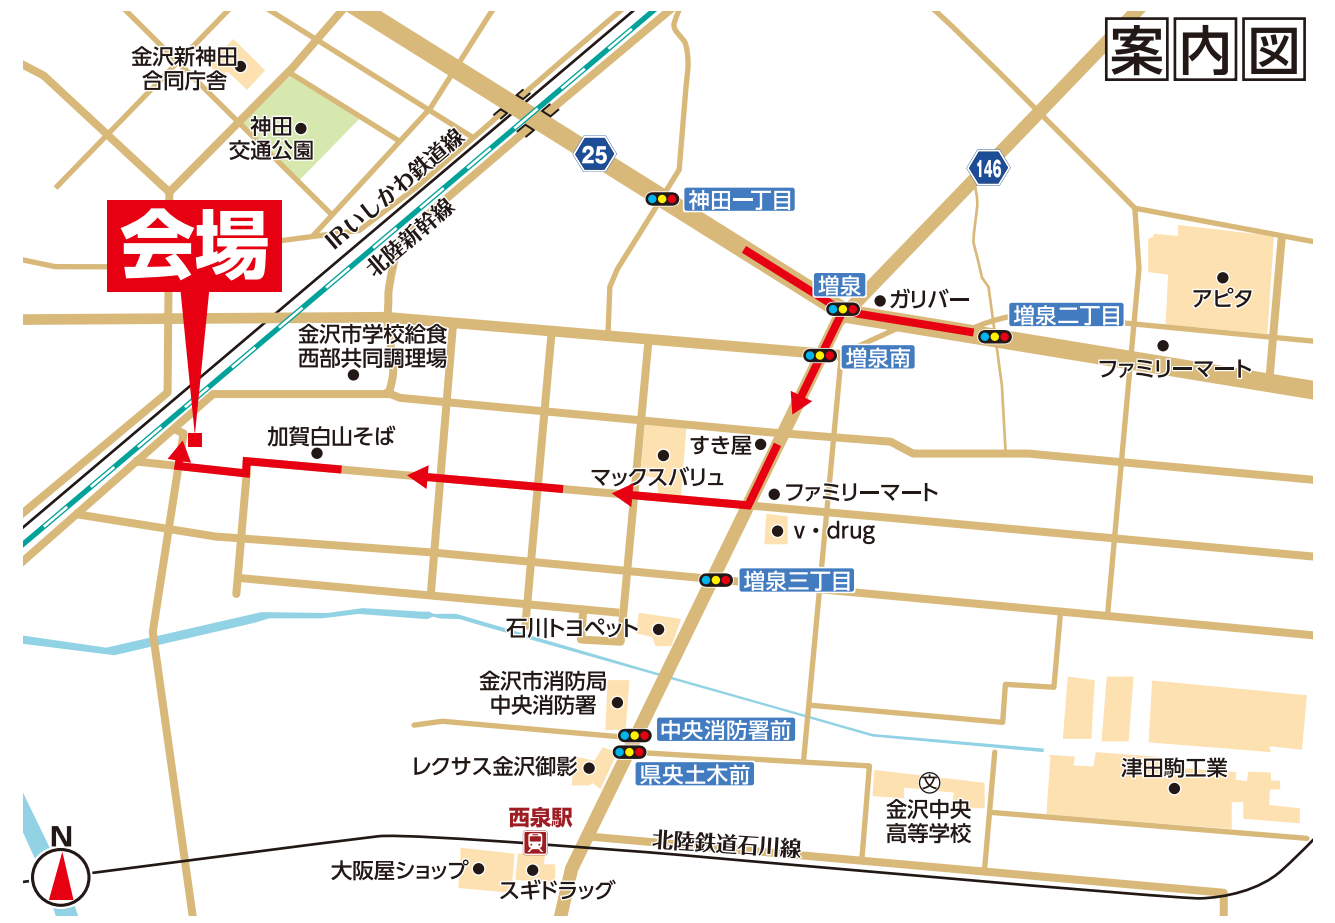 案内図
金沢新神田
合同庁舎
神田
交通公園
IRいしかわ鉄道線
北陸新幹線
25
146
神田一丁目
会場
増泉
ガリバー
増泉二丁目
アピタ
増泉南
ファミリーマート
金沢市学校給食
西部共同調理場
加賀白山そば
すき屋
マックスバリュ
ファミリーマート
v・drug
増泉三丁目
石川トヨペット
金沢市消防局
中央消防署
中央消防署前
レクサス金沢御影
県央土木前
津田駒工業
文
金沢中央
高等学校
西泉駅
北陸鉄道石川線
N
大阪屋ショップ
スギドラッグ